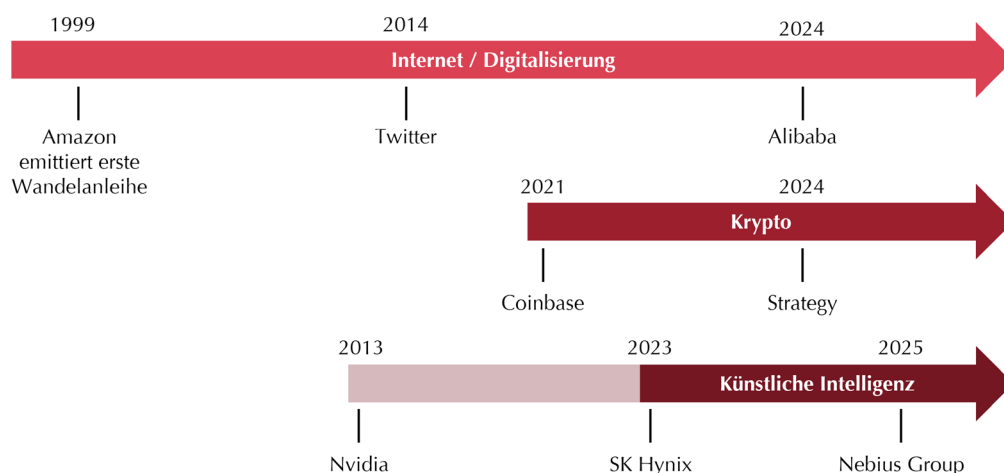 1999 2014 2024
Internet / Digitalisierung
Amazon Twitter Alibaba
emittiert erste
Wandelanleihe
2021 2024
Krypto
Coinbase Strategy
2013 2023 2025
Künstliche Intelligenz
Nvidia SK Hynix Nebius Group